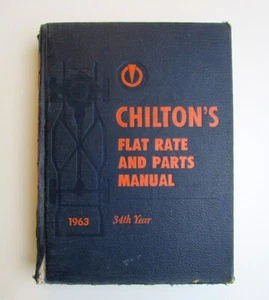 CHILTON'S
FLAT RATE
AND PARTS
MANUAL
1963 34th Year